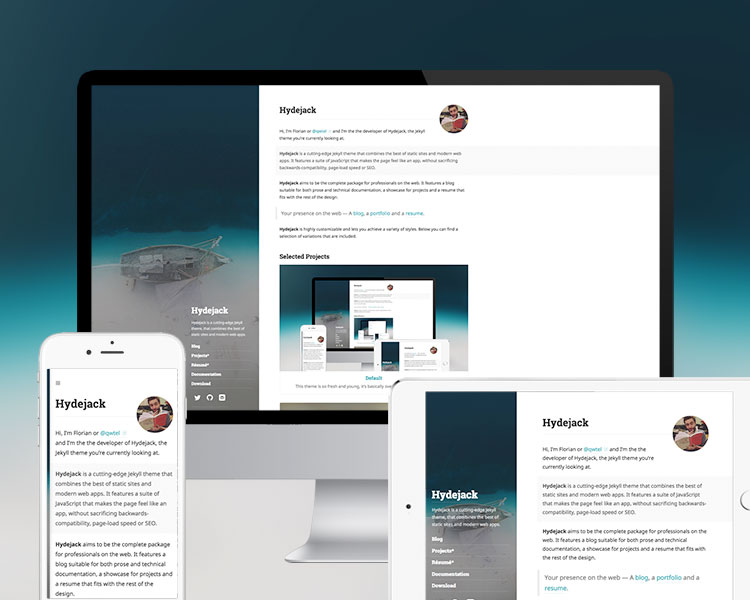 Hydejack
Hi, I'm Florian or @qwtel and I'm the the developer of Hydejack, the Jekyll
theme you're currently looking at.
Hydejack is a cutting-edge Jekyll theme that combines the best of static sites and modern web
apps. It features a suite of JavaScript that makes the page feel like an app, without sacrificing
backwards-compatibility, page-load speed or SEO.
Hydejack aims to be the complete package for professionals on the web. It features a blog
suitable for both prose and technical documentation, a showcase for projects and a resume that
fits with the rest of the design.
Your presence on the web — A blog, a portfolio and a resume.
Hydejack is highly customizable and lets you achieve a variety of styles. Below you can find a
selection of variations that are included:
Selected Projects
Default
This theme is on fresh and young, it's basically
Hydejack
Hydejack is a cutting-edge Jekyll
theme, that combines the best of
static sites and modern web apps.
Blog
Projects*
Résumé*
Documentation
Download
Hydejack
Hi, I'm Florian or @qwtel
and I'm the the developer of Hydejack, the
Jekyll theme you're currently looking at.
Hydejack is a cutting-edge Jekyll theme that
combines the best of static sites and
modern web apps. It features a suite of
JavaScript that makes the page feel like an
app, without sacrificing backwards-
compatibility, page-load speed or SEO.
Hydejack aims to be the complete package
for professionals on the web. It features a
blog suitable for both prose and technical
documentation, a showcase for projects and
a resume that fits with the rest of the
design.
Hydejack
Hydejack is a cutting-edge Jekyll
theme, that combines the best of
static sites and modern web apps.
Blog
Projects*
Résumé*
Documentation
Download
Hydejack
Hi, I'm Florian or @qwtel and I'm the the
developer of Hydejack, the Jekyll theme you're
currently looking at.
Hydejack is a cutting-edge Jekyll theme that combines the best of
static sites and modern web apps. It features a suite of JavaScript
that makes the page feel like an app, without sacrificing backwards-
compatibility, page-load speed or SEO.
Hydejack aims to be the complete package for professionals on the
web. It features a blog suitable for both prose and technical
documentation, a showcase for projects and a resume that fits with
the rest of the design.
Your presence on the web — A blog, a portfolio and a
resume.